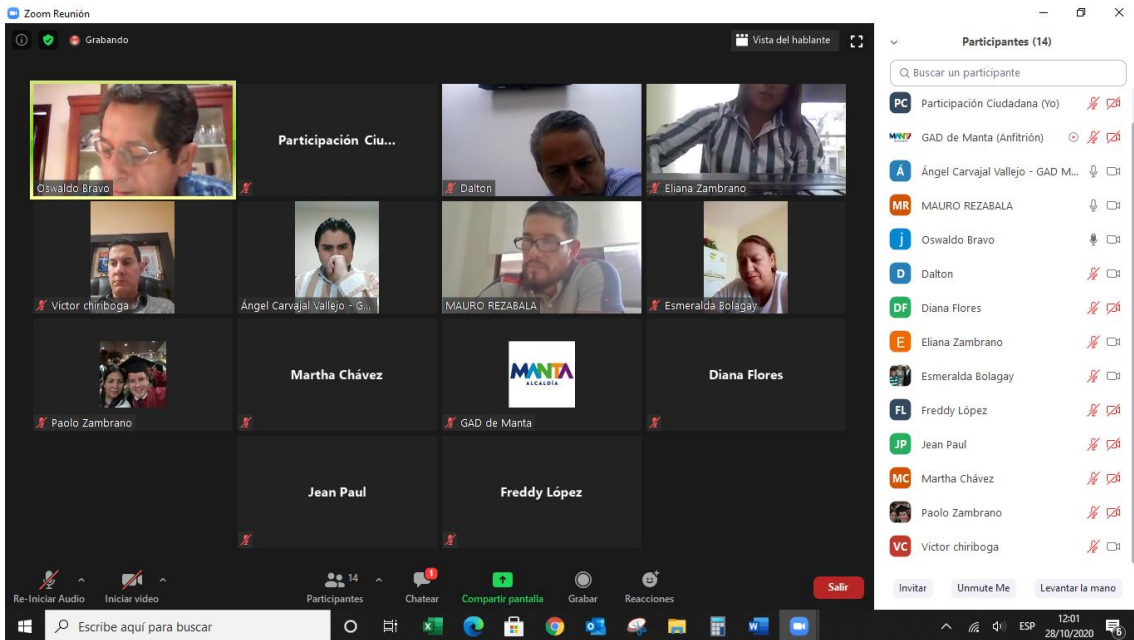 Zoom Reunión
Grabando
Vista del hablante
Oswaldo Bravo
Participación Ciu...
Dalton
Eliana Zambrano
Victor chiriboga
Ángel Carvajal Vallejo - G...
MAURO REZABALA
Esmeralda Bolagay
Paolo Zambrano
Martha Chávez
MANTA
ALCALDÍA
GAD de Manta
Diana Flores
Jean Paul
Freddy López
Participantes (14)
Buscar un participante
PC Participación Ciudadana (Yo)
MANTA GAD de Manta (Anfitrión)
Á Ángel Carvajal Vallejo - GAD M...
MR MAURO REZABALA
j Oswaldo Bravo
D Dalton
DF Diana Flores
E Eliana Zambrano
Esmeralda Bolagay
FL Freddy López
JP Jean Paul
MC Martha Chávez
Paolo Zambrano
VC Victor chiriboga
Invitar Unmute Me Levantar la mano
Re-Iniciar Audio
Iniciar video
14
Participantes
1
Chatear
Compartir pantalla
Grabar
Reacciones
Salir
Escribe aquí para buscar
ESP
12:01
28/10/2020
6